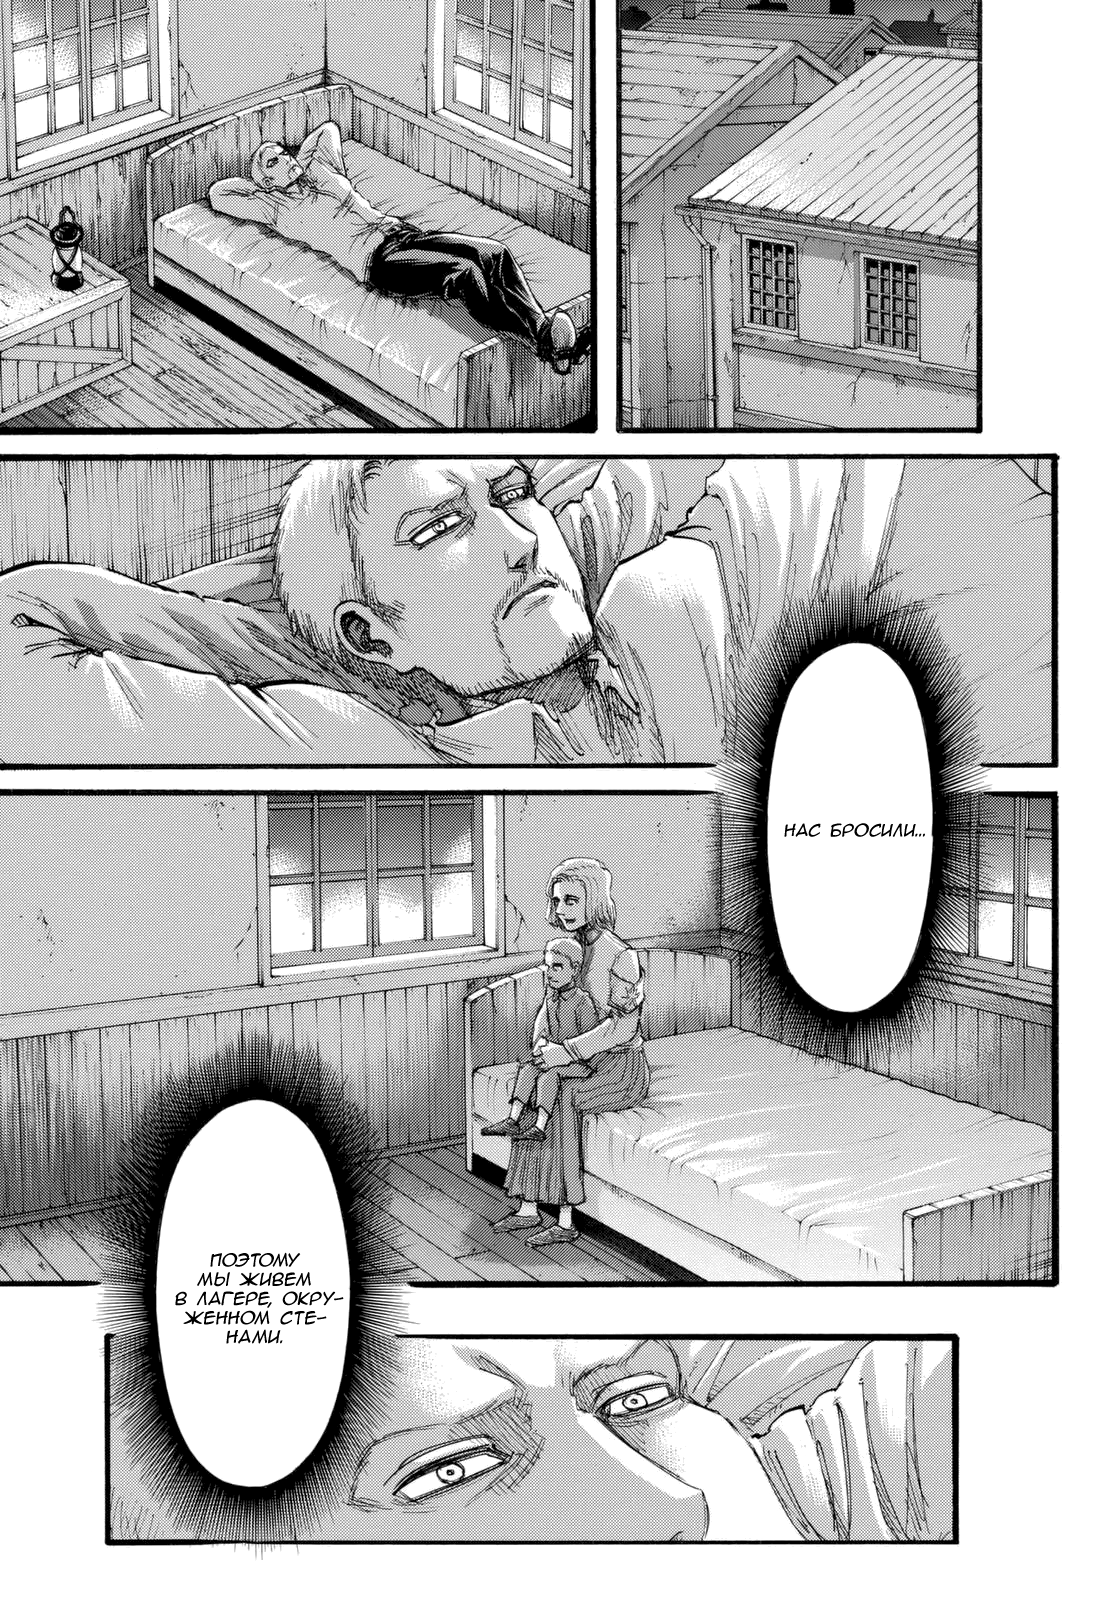 НАС БРОСИЛИ...
ПОЭТОМУ
МЫ ЖИВЕМ
В ЛАГЕРЕ, ОКРУ-
ЖЕННОМ СТЕ-
НАМИ.